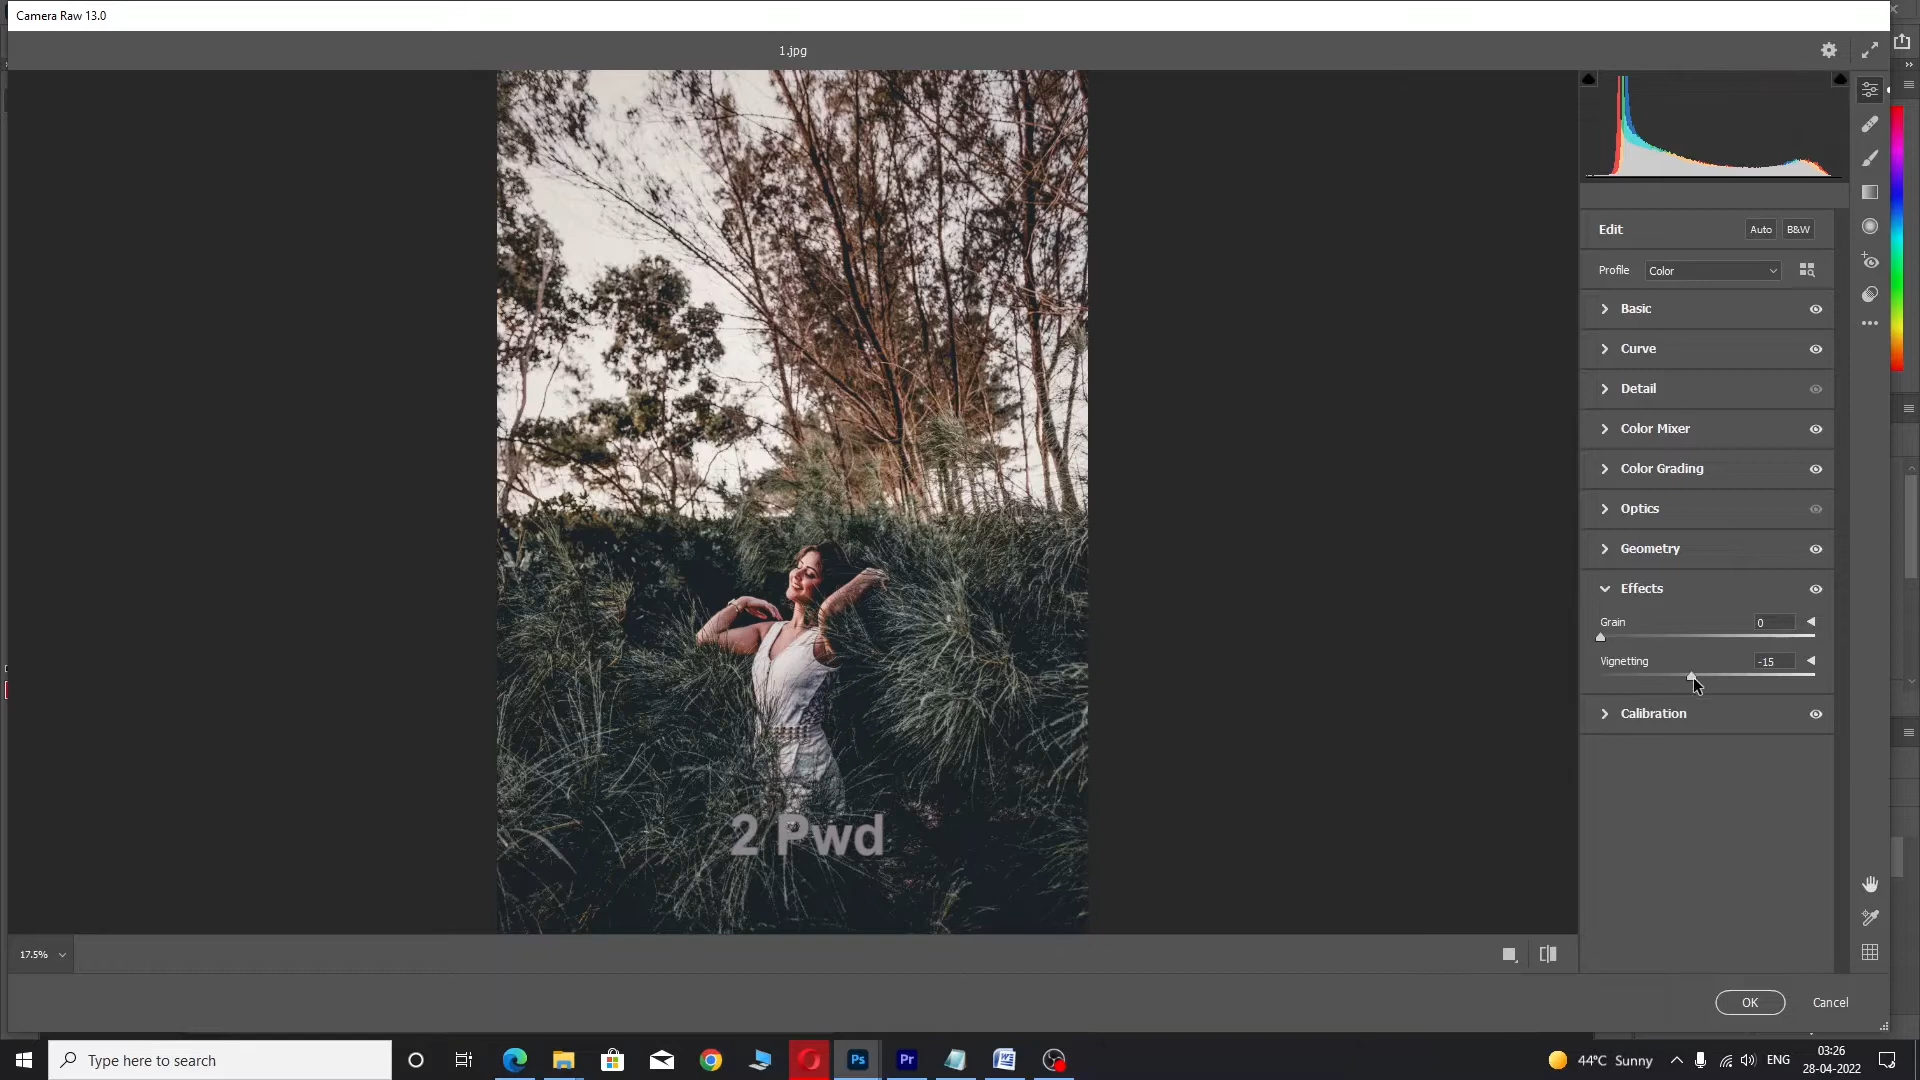 Camera Raw 13.0
1.jpg
Edit
Auto
B&W
Profile
Color
Basic
Curve
Detail
Color Mixer
Color Grading
Optics
Geometry
Effects
Grain
0
Vignetting
-15
Calibration
2 Pwd
17.5%
OK
Cancel
Type here to search
Ps
Pr
44°C Sunny
ENG
03:26
28-04-2022